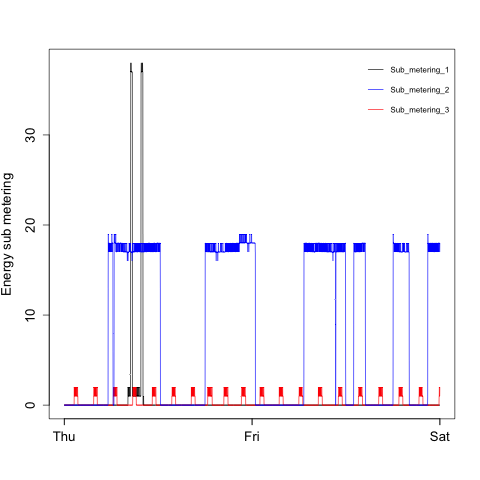 Energy sub metering
30
20
10
0
Sub_metering_1
Sub_metering_2
Sub_metering_3
Thu
Fri
Sat